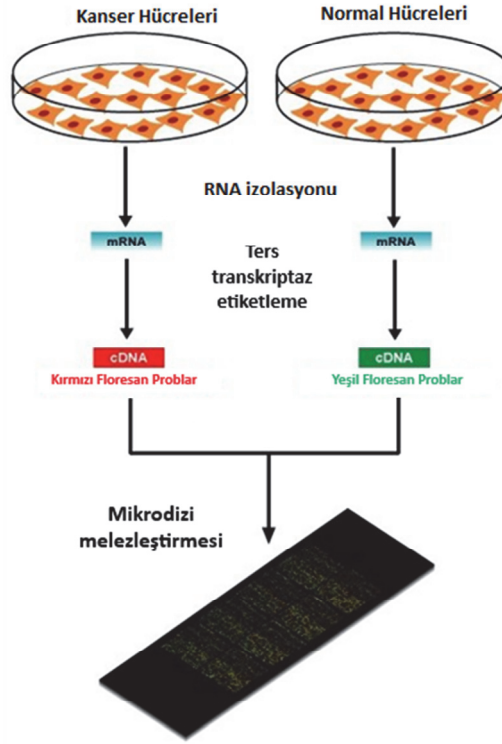 Kanser Hücreleri
Normal Hücreleri
RNA izolasyonu
mRNA
mRNA
Ters
transkriptaz
etiketleme
cDNA
cDNA
Kırmızı Floresan Problar
Yeşil Floresan Problar
Mikrodizi
melezleştirmesi